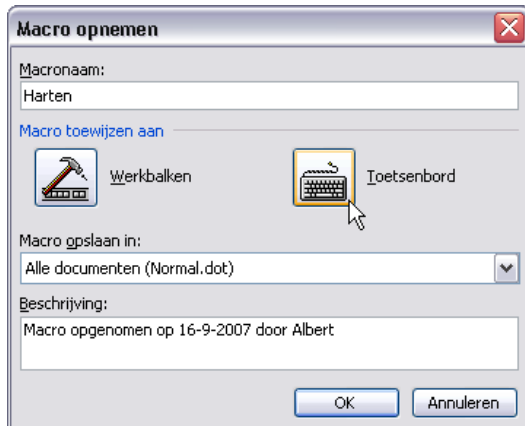 Macro opnemen
Macronaam:
Harten
Macro toewijzen aan
Werkbalken
Toetsenbord
Macro opslaan in:
Alle documenten (Normal.dot)
Beschrijving:
Macro opgenomen op 16-9-2007 door Albert
OK
Annuleren